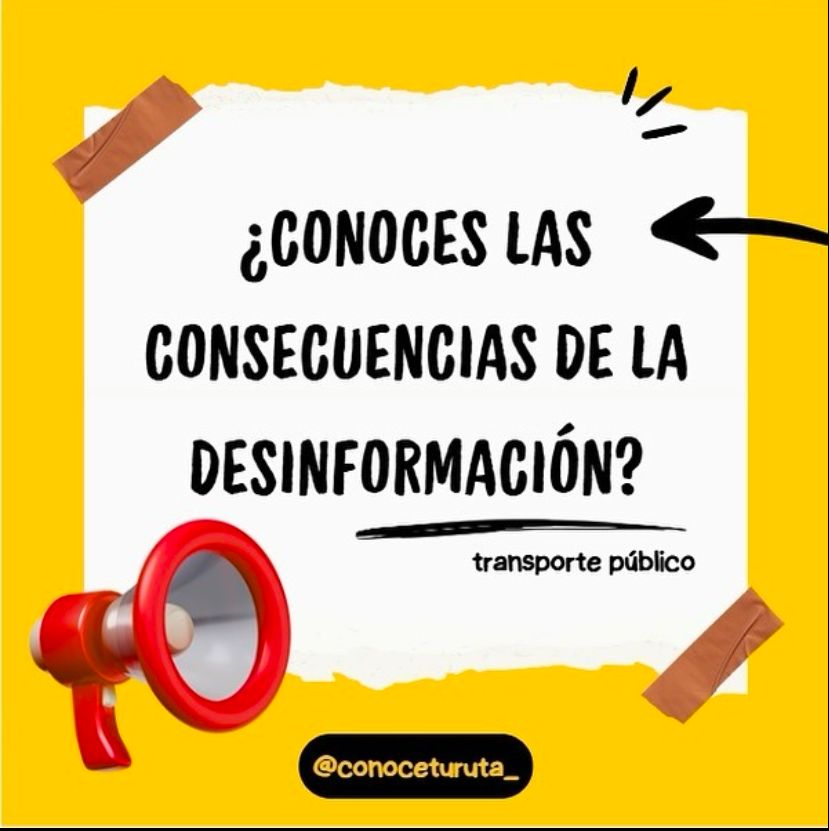 ¿CONOCES LAS
CONSECUENCIAS DE LA
DESINFORMACIÓN?
transporte público
@conoceturuta_